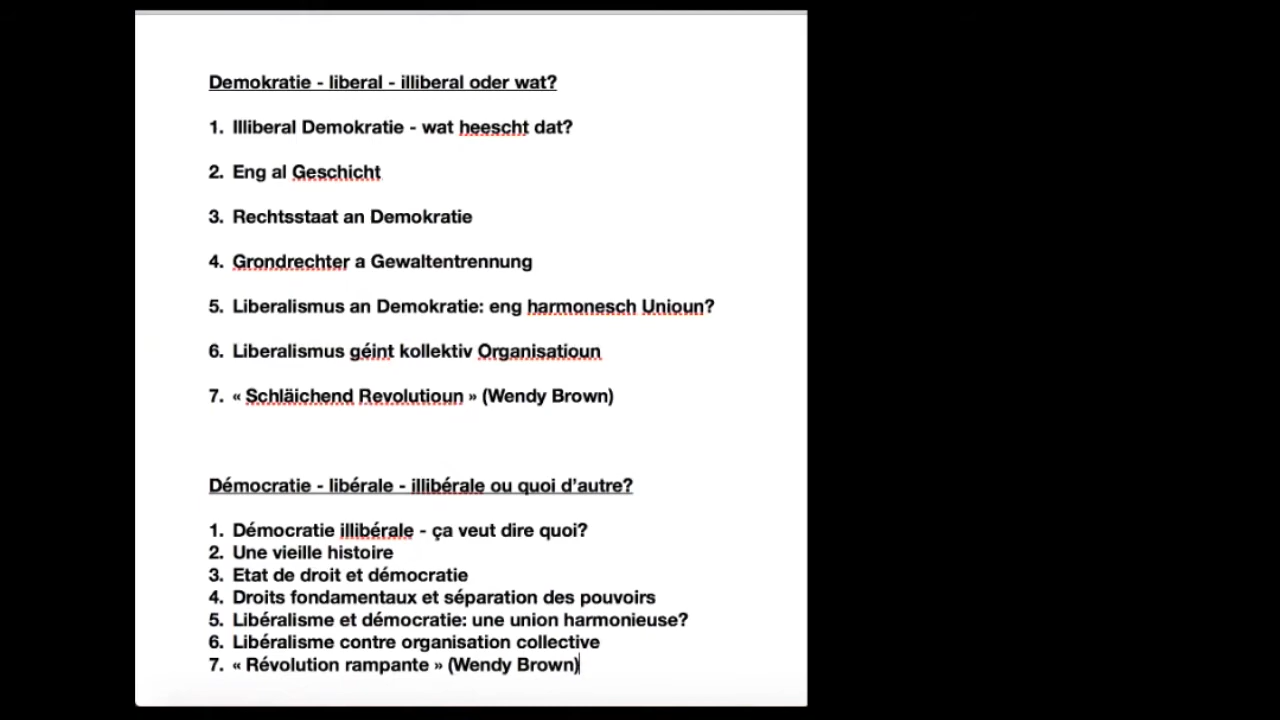 Demokratie - liberal - illiberal oder wat?
1. Illiberal Demokratie - wat heescht dat?
2. Eng al Geschicht
3. Rechtsstaat an Demokratie
4. Grondrechter a Gewaltentrennung
5. Liberalismus an Demokratie: eng harmonesch Unioun?
6. Liberalismus géint kollektiv Organisatioun
7. « Schläichend Revolutioun » (Wendy Brown)
Démocratie - libérale - illibérale ou quoi d’autre?
1. Démocratie illibérale - ça veut dire quoi?
2. Une vieille histoire
3. Etat de droit et démocratie
4. Droits fondamentaux et séparation des pouvoirs
5. Libéralisme et démocratie: une union harmonieuse?
6. Libéralisme contre organisation collective
7. « Révolution rampante » (Wendy Brown)